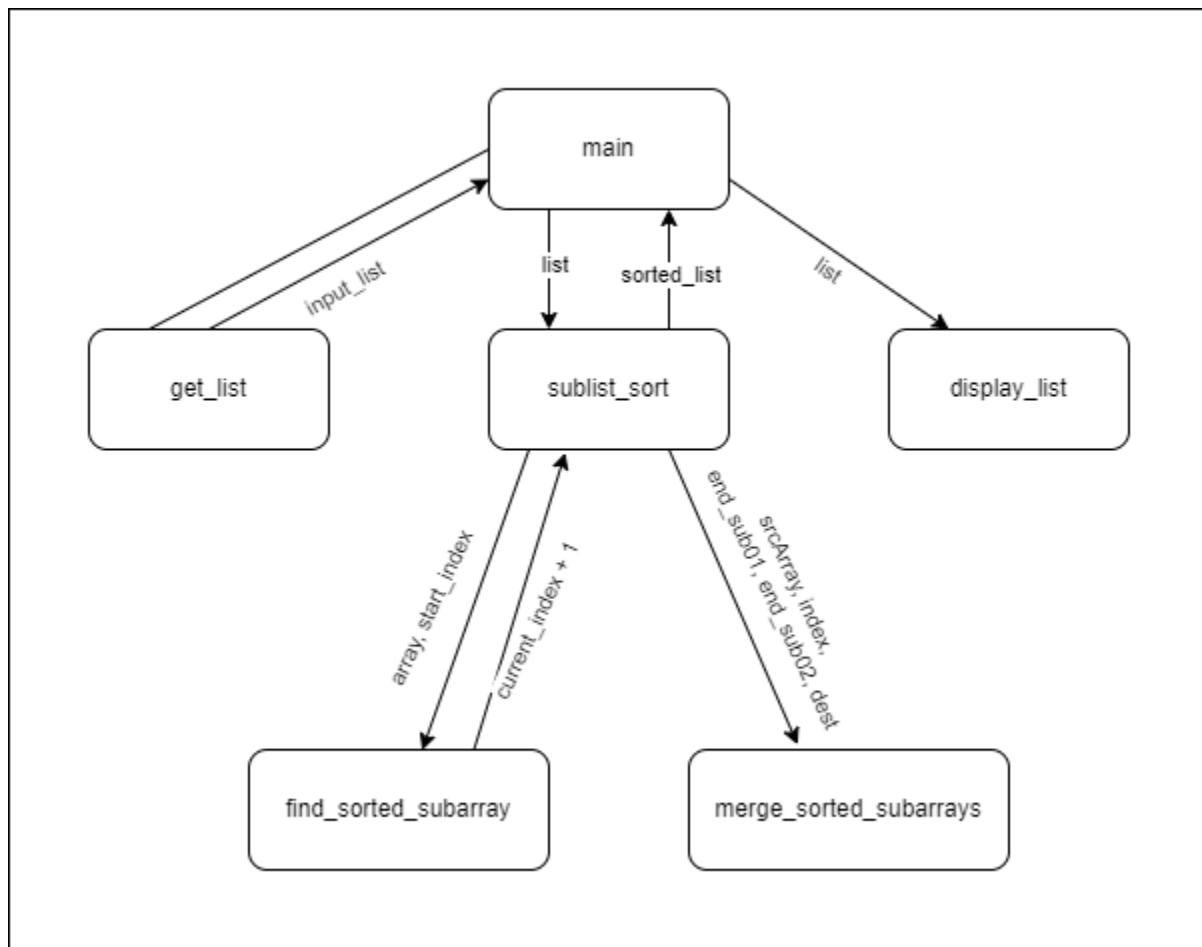 main
input_list
list
sorted_list
list
get_list
sublist_sort
display_list
array, start_index
current_index + 1
srcArray, index,
end_sub01, end_sub02, dest
find_sorted_subarray
merge_sorted_subarrays